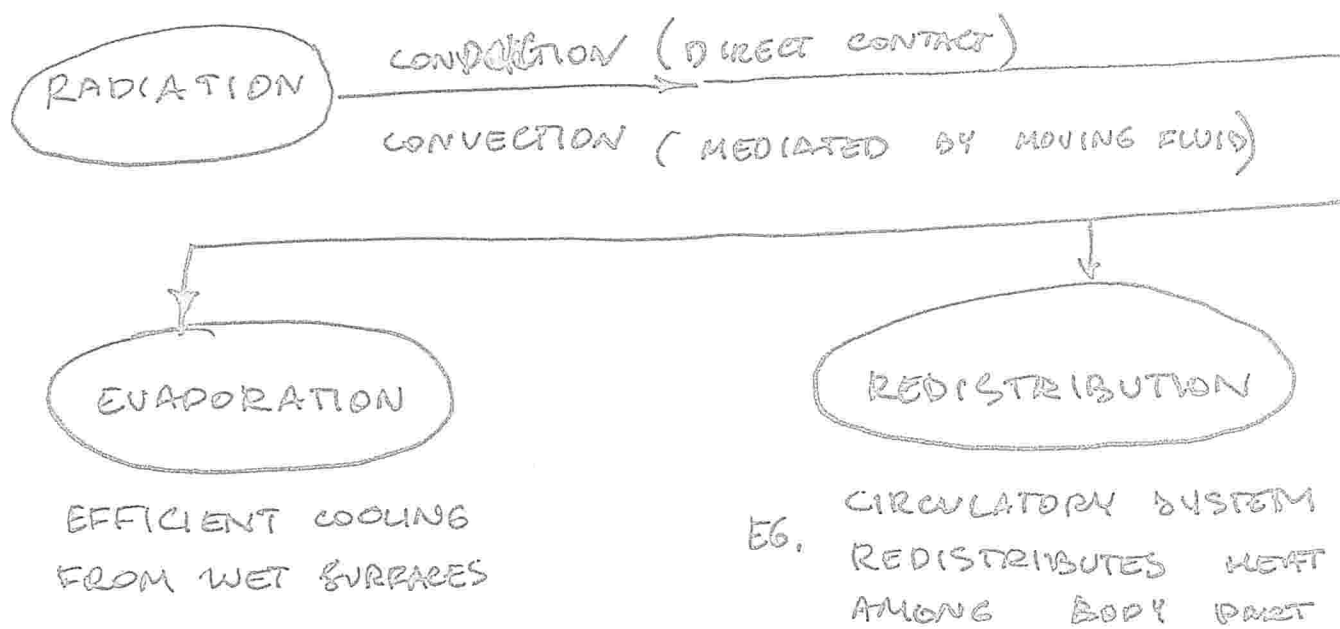 RADIATION
CONDUCTION (DIRECT CONTACT)
CONVECTION (MEDIATED BY MOVING FLUID)
EVAPORATION
REDISTRIBUTION
EFFICIENT COOLING
FROM WET SURFACES
EG. CIRCULATORY SYSTEM
REDISTRIBUTES HEAT
AMONG BODY PART